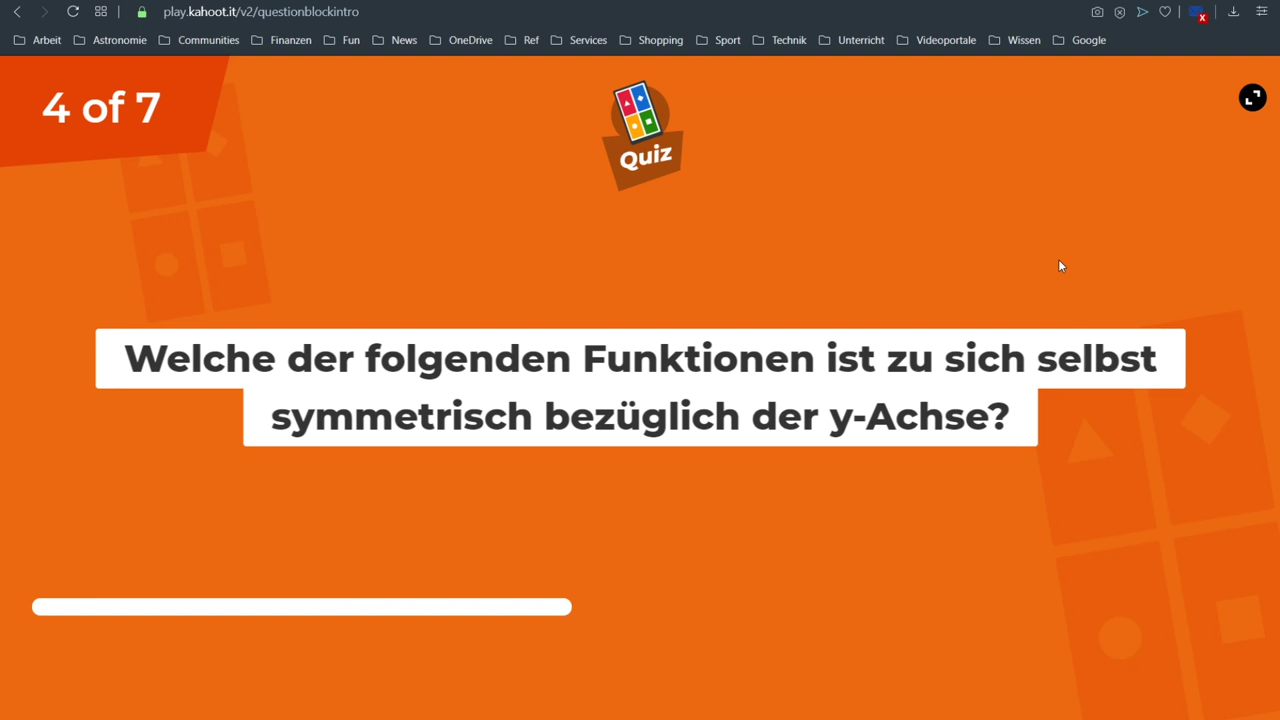 play.kahoot.it/v2/questionblockintro
Arbeit Astronomie Communities Finanzen Fun News OneDrive Ref Services Shopping Sport Technik Unterricht Videoportale Wissen Google
4 of 7
Quiz
Welche der folgenden Funktionen ist zu sich selbst
symmetrisch bezüglich der y-Achse?